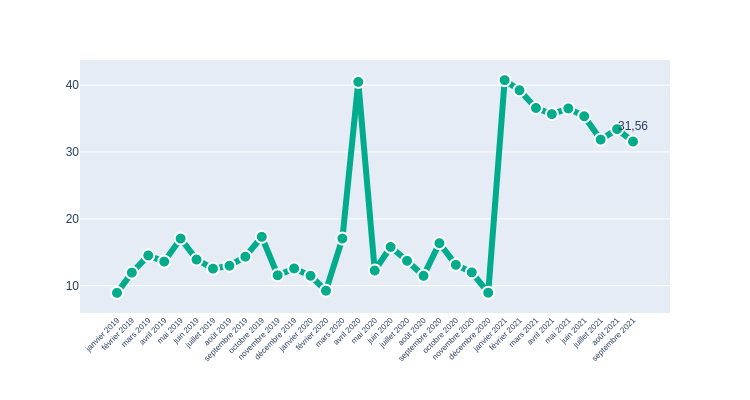 40
30
20
10
31,56
janvier 2019
février 2019
mars 2019
avril 2019
mai 2019
juin 2019
juillet 2019
août 2019
septembre 2019
octobre 2019
novembre 2019
décembre 2019
janvier 2020
février 2020
mars 2020
avril 2020
mai 2020
juin 2020
juillet 2020
août 2020
septembre 2020
octobre 2020
novembre 2020
décembre 2020
janvier 2021
février 2021
mars 2021
avril 2021
mai 2021
juin 2021
juillet 2021
août 2021
septembre 2021